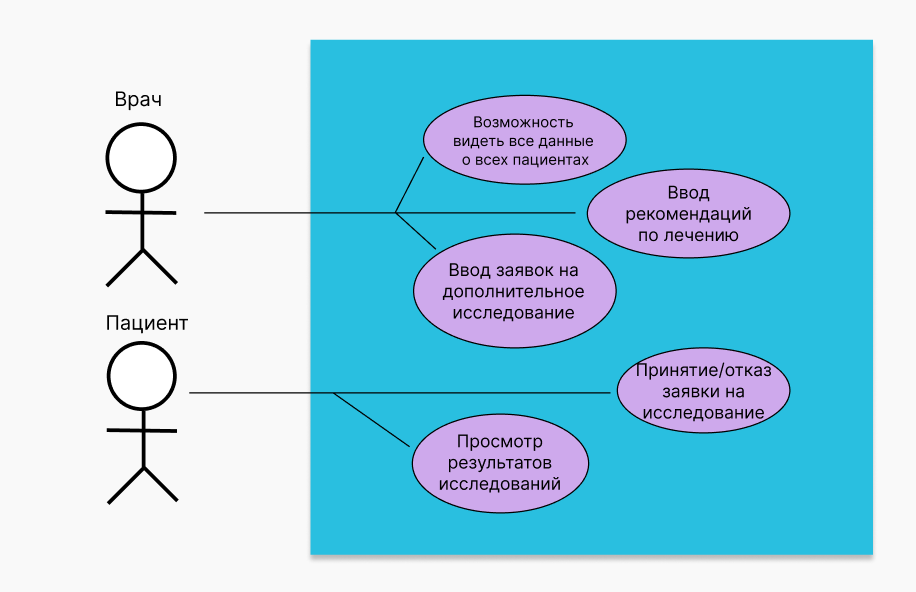 Врач
Возможность
видеть все данные
о всех пациентах
Ввод
рекомендаций
по лечению
Ввод заявок на
дополнительное
исследование
Пациент
Принятие/отказ
заявки на
исследование
Просмотр
результатов
исследований